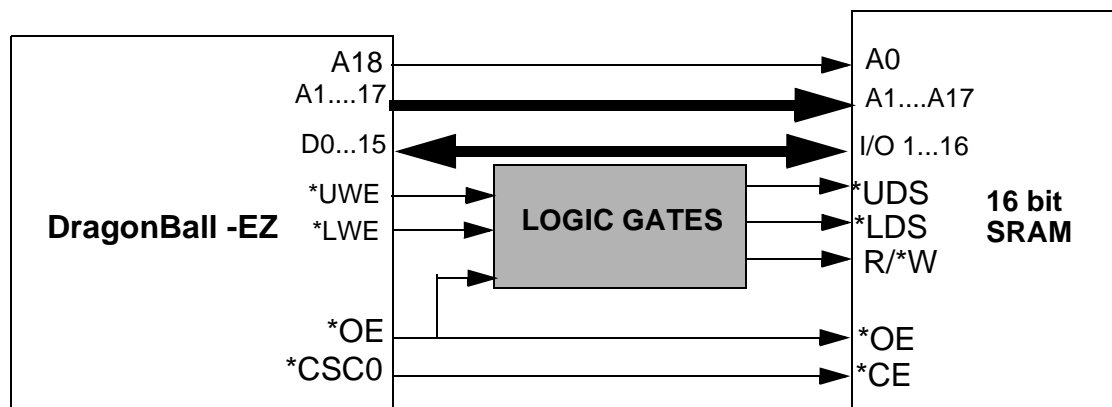 A18
A1....17
D0...15
*UWE
*LWE
*OE
*CSC0
DragonBall -EZ
LOGIC GATES
A0
A1....A17
I/O 1...16
*UDS
*LDS
R/*W
*OE
*CE
16 bit
SRAM